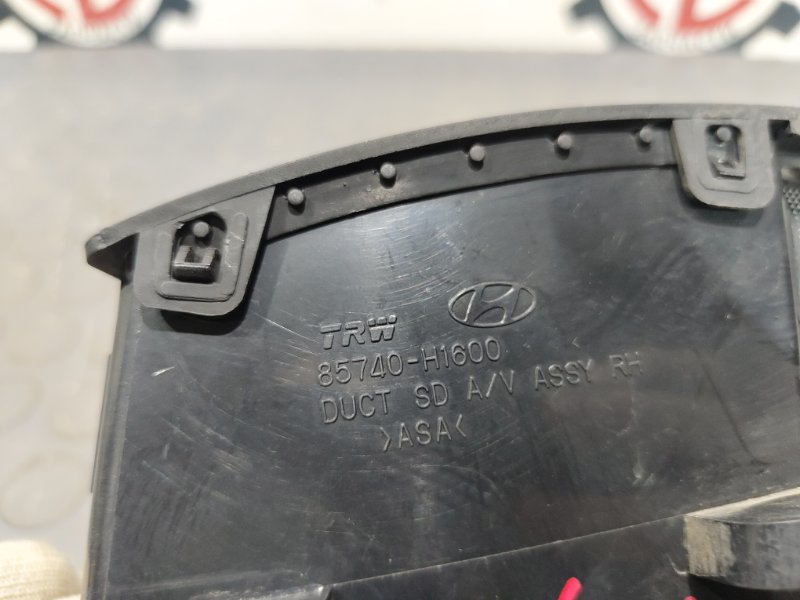 TRW
85740-H1600
DUCT SD A/V ASSY RH
>ASA<